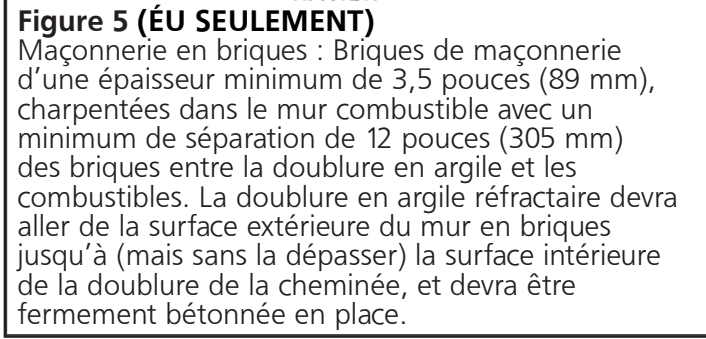 Figure 5 (ÉU SEULEMENT)
Maçonnerie en briques : Briques de maçonnerie
d’une épaisseur minimum de 3,5 pouces (89 mm),
charpentées dans le mur combustible avec un
minimum de séparation de 12 pouces (305 mm)
des briques entre la doublure en argile et les
combustibles. La doublure en argile réfractaire devra
aller de la surface extérieure du mur en briques
jusqu’à (mais sans la dépasser) la surface intérieure
de la doublure de la cheminée, et devra être
fermement bétonnée en place.